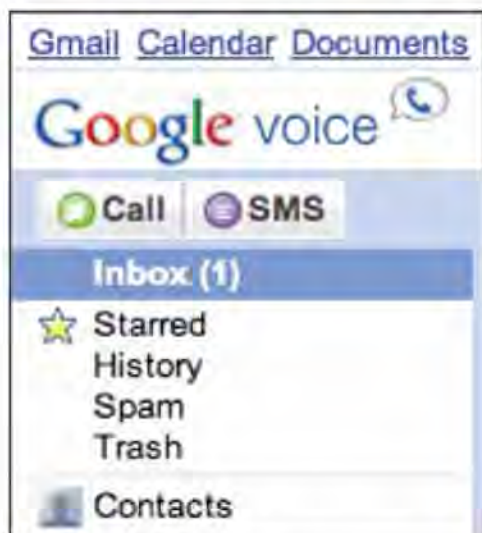 Gmail Calendar Documents
Google voice
Call SMS
Inbox (1)
Starred
History
Spam
Trash
Contacts